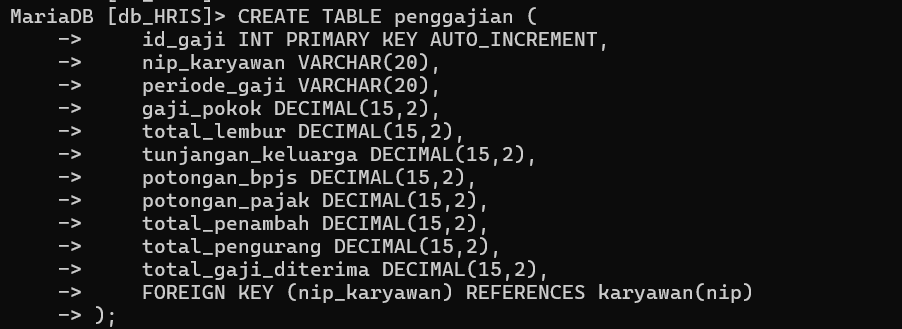 MariaDB [db_HRIS]> CREATE TABLE penggajian (
    ->     id_gaji INT PRIMARY KEY AUTO_INCREMENT,
    ->     nip_karyawan VARCHAR(20),
    ->     periode_gaji VARCHAR(20),
    ->     gaji_pokok DECIMAL(15,2),
    ->     total_lembur DECIMAL(15,2),
    ->     tunjangan_keluarga DECIMAL(15,2),
    ->     potongan_bpjs DECIMAL(15,2),
    ->     potongan_pajak DECIMAL(15,2),
    ->     total_penambah DECIMAL(15,2),
    ->     total_pengurang DECIMAL(15,2),
    ->     total_gaji_diterima DECIMAL(15,2),
    ->     FOREIGN KEY (nip_karyawan) REFERENCES karyawan(nip)
    -> );